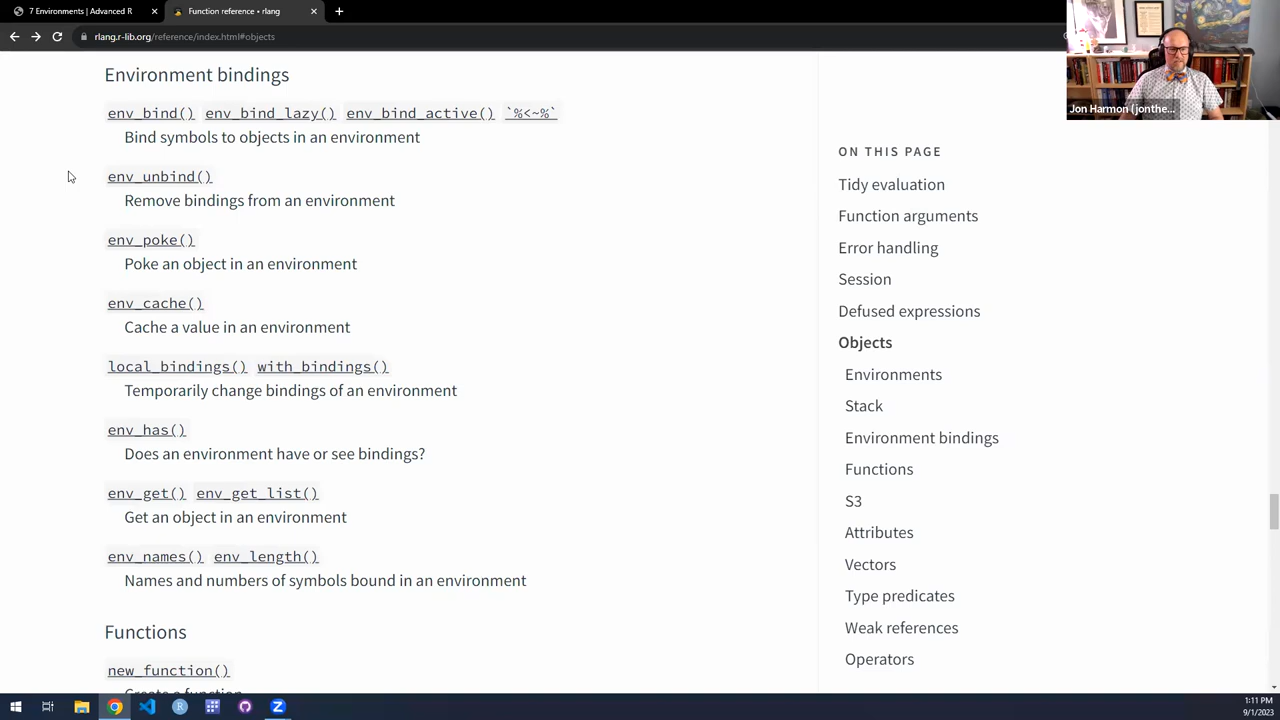 7 Environments | Advanced R
Function reference • rlang
rlang.r-lib.org/reference/index.html#objects
Jon Harmon (jonthe...
Environment bindings
env_bind() env_bind_lazy() env_bind_active() `%<~%`
Bind symbols to objects in an environment
env_unbind()
Remove bindings from an environment
env_poke()
Poke an object in an environment
env_cache()
Cache a value in an environment
local_bindings() with_bindings()
Temporarily change bindings of an environment
env_has()
Does an environment have or see bindings?
env_get() env_get_list()
Get an object in an environment
env_names() env_length()
Names and numbers of symbols bound in an environment
Functions
new_function()
Create a function
ON THIS PAGE
Tidy evaluation
Function arguments
Error handling
Session
Defused expressions
Objects
Environments
Stack
Environment bindings
Functions
S3
Attributes
Vectors
Type predicates
Weak references
Operators
1:11 PM
9/1/2023